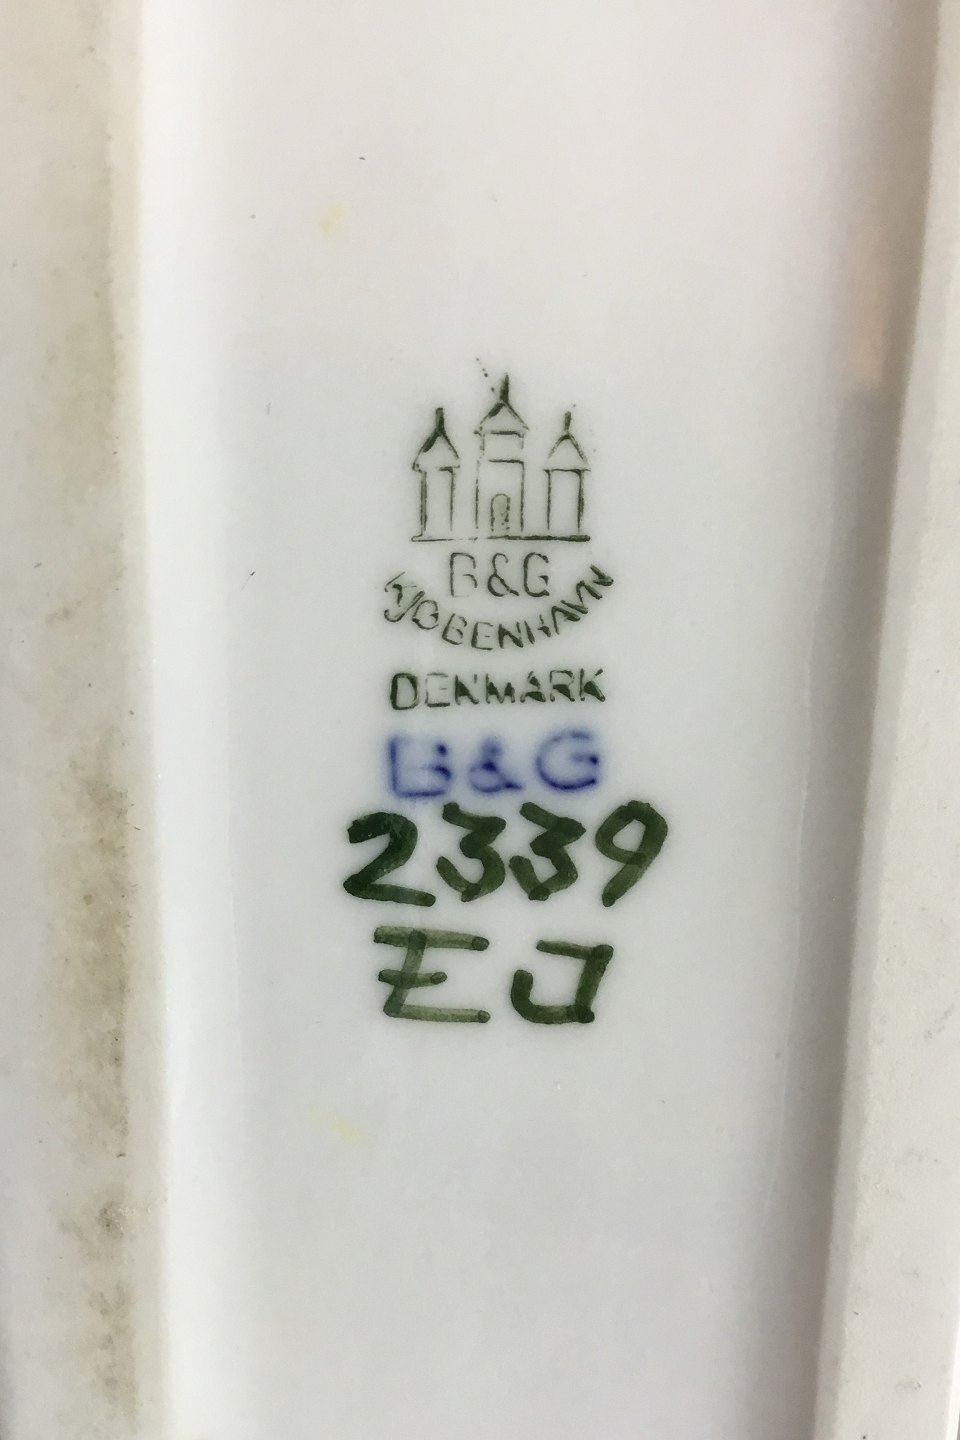 B&G
KJØBENHAVN
DENMARK
B&G
2339
EJ